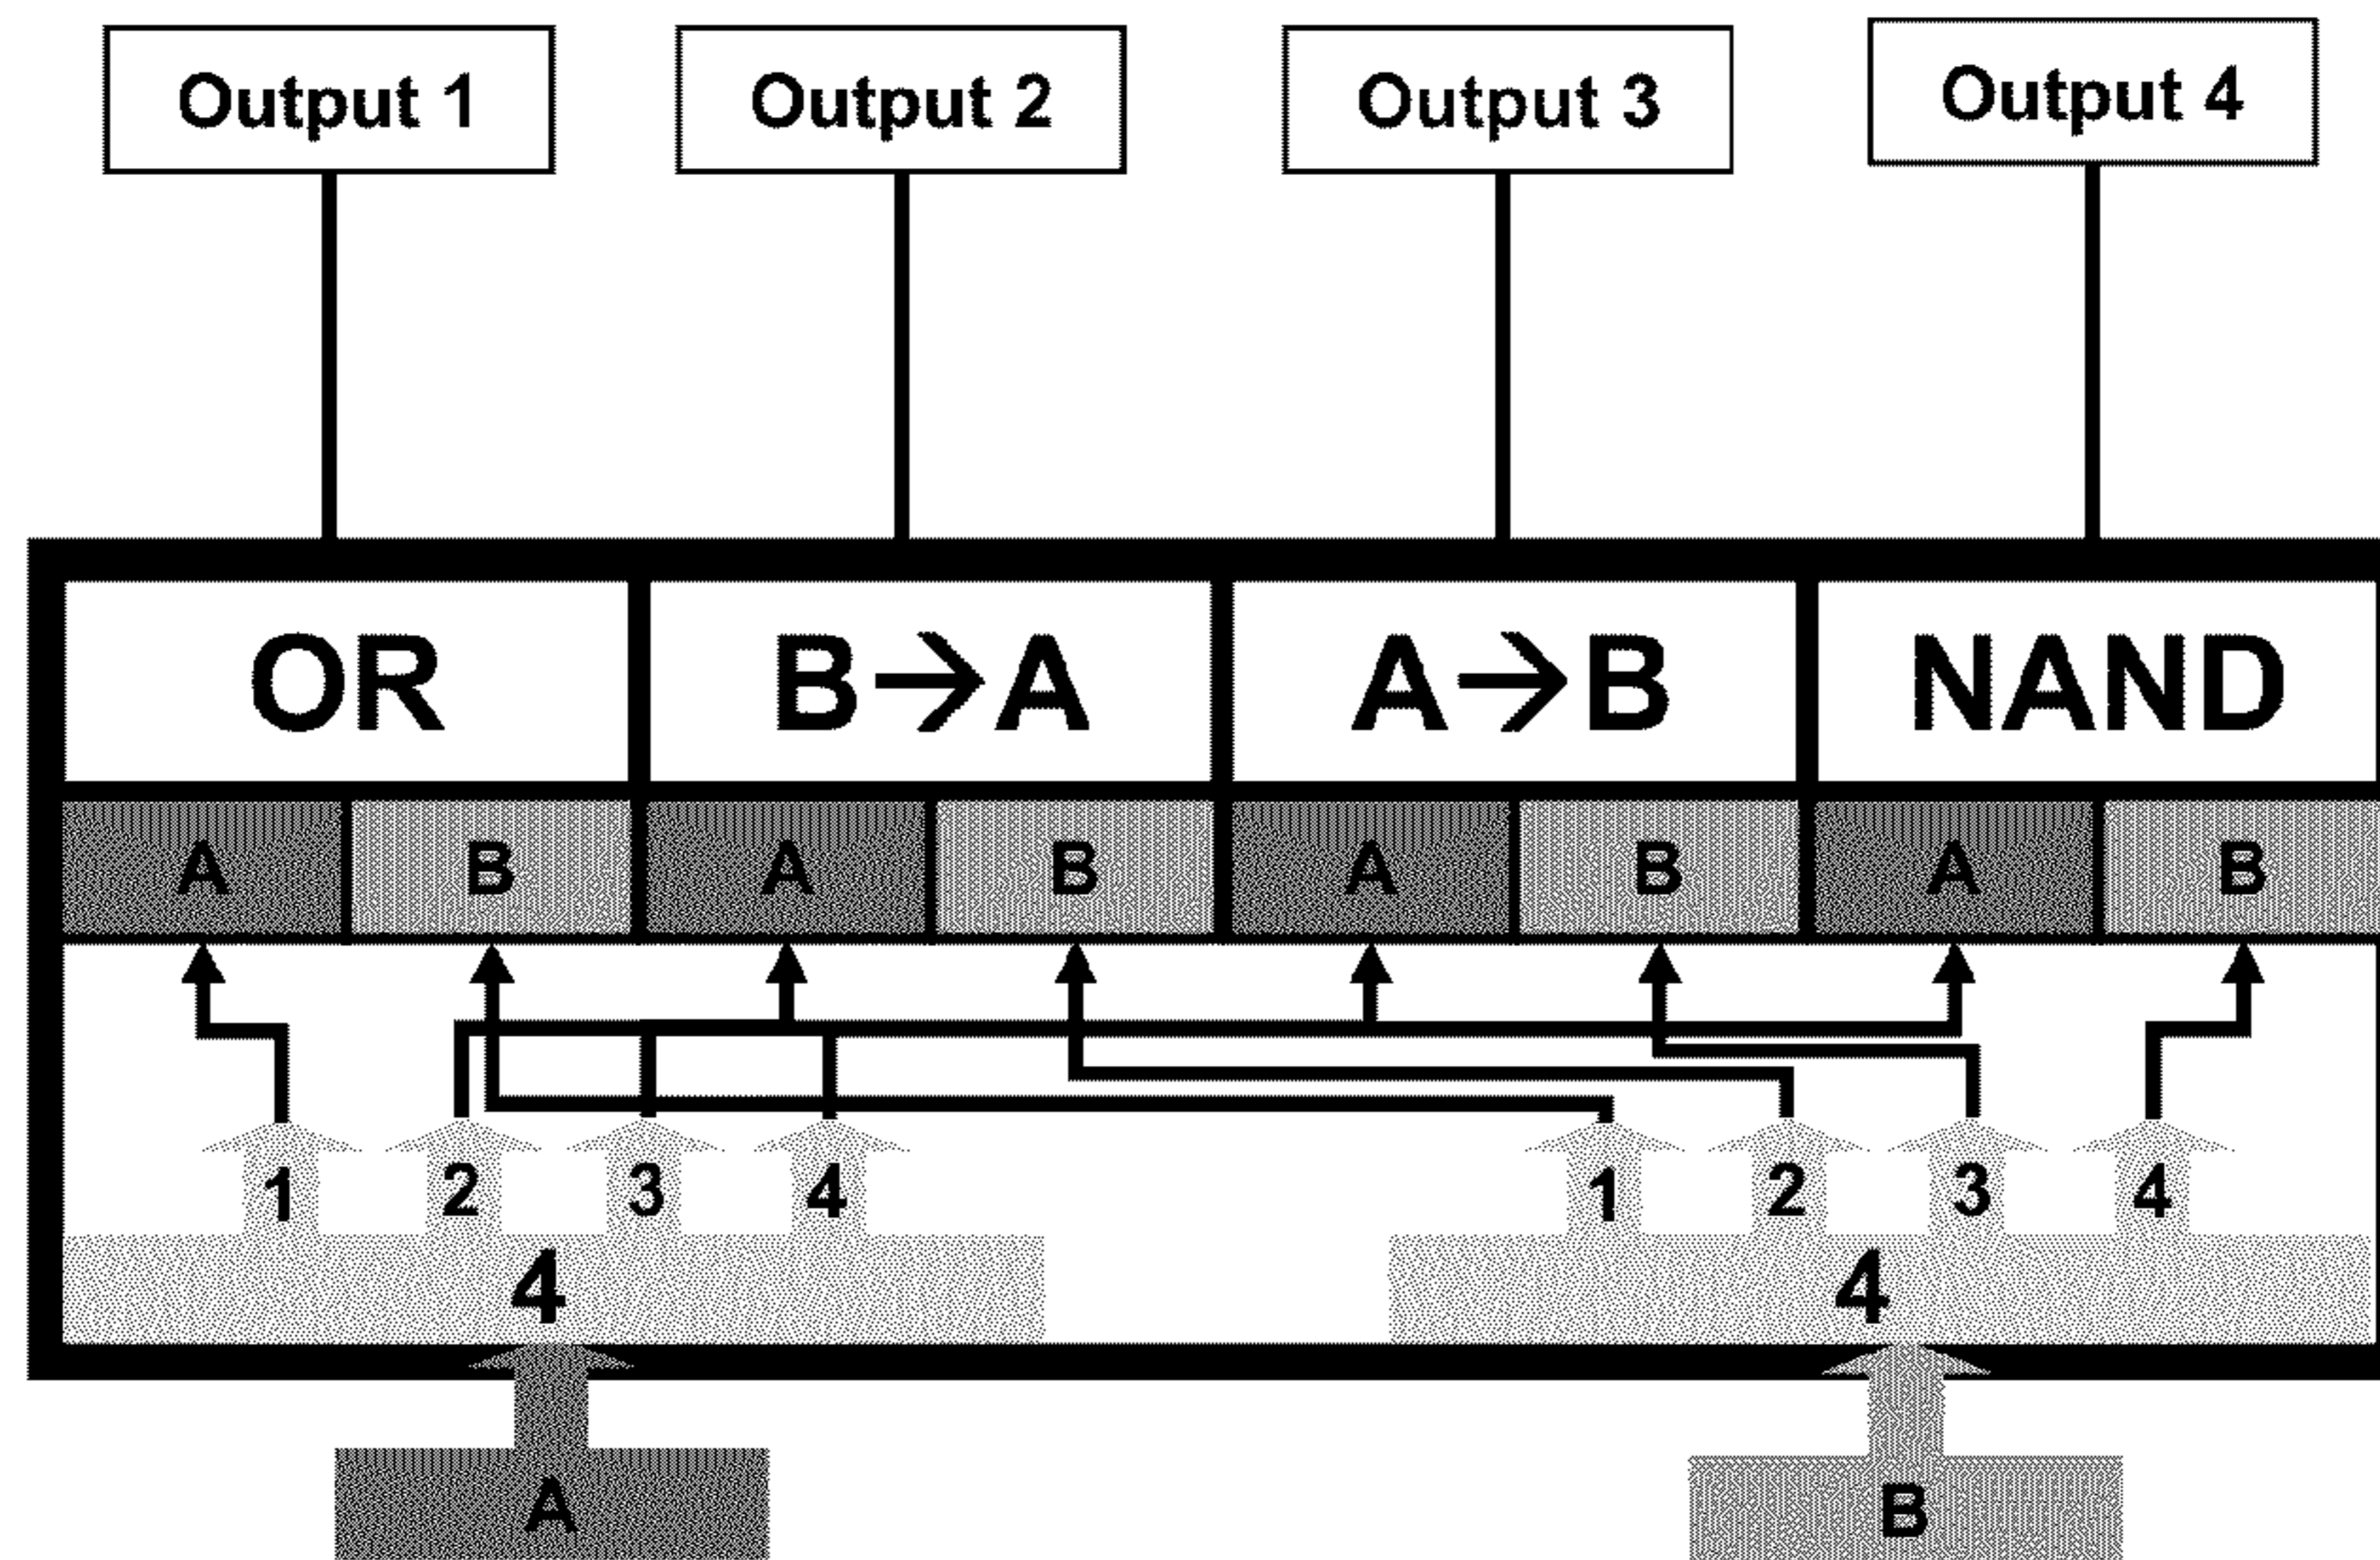 Output 1 Output 2 Output 3 Output 4
OR B→A A→B NAND
A B A B A B A B
1 2 3 4 1 2 3 4
4 4
A B